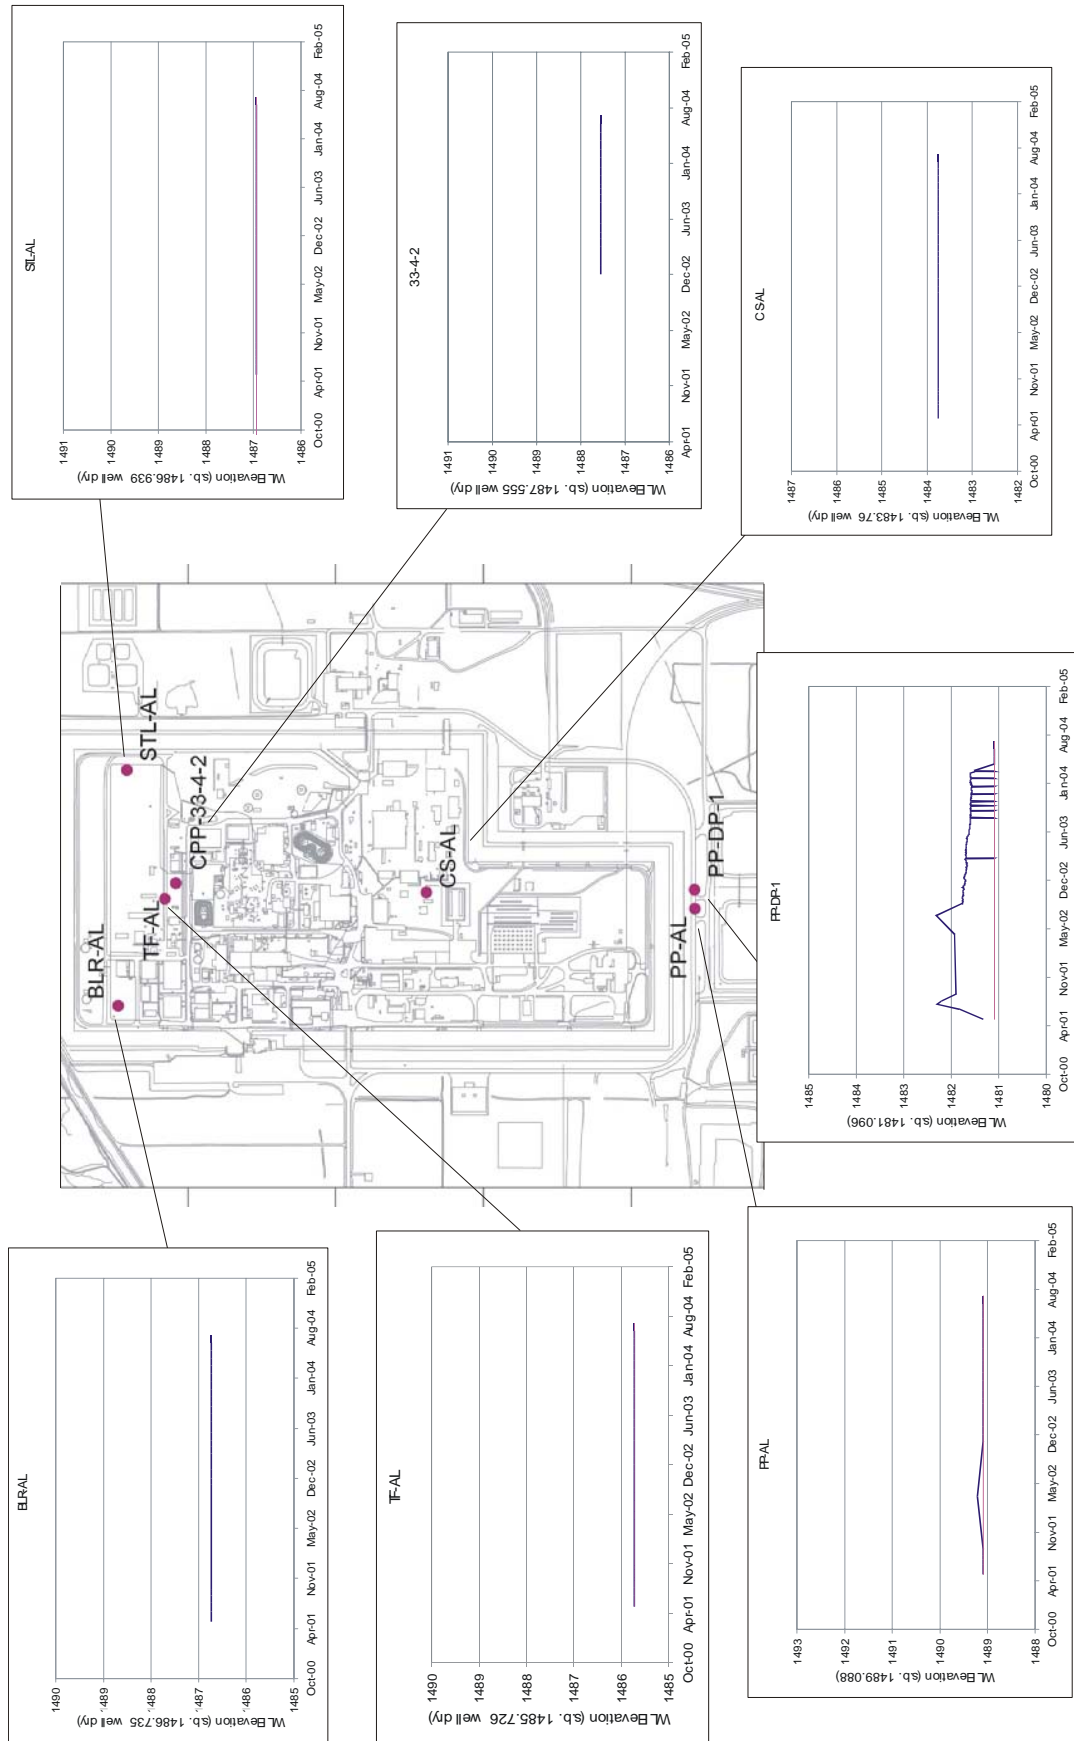 BLR-AL
WL Elevation (s.b. 1486.735 well dry)
1490
1489
1488
1487
1486
1485
Oct-00 Apr-01 Nov-01 May-02 Dec-02 Jun-03 Jan-04 Aug-04 Feb-05
STL-AL
WL Elevation (s.b. 1486.939 well dry)
1491
1490
1489
1488
1487
1486
Oct-00 Apr-01 Nov-01 May-02 Dec-02 Jun-03 Jan-04 Aug-04 Feb-05
TF-AL
WL Elevation (s.b. 1485.726 well dry)
1490
1489
1488
1487
1486
1485
Oct-00 Apr-01 Nov-01 May-02 Dec-02 Jun-03 Jan-04 Aug-04 Feb-05
BLR-AL
STL-AL
TF-AL
CPP-33-4-2
CS-AL
PP-AL
PP-DP-1
33-4-2
WL Elevation (s.b. 1487.555 well dry)
1491
1490
1489
1488
1487
1486
Apr-01 Nov-01 May-02 Dec-02 Jun-03 Jan-04 Aug-04 Feb-05
PP-AL
WL Elevation (s.b. 1489.088)
1493
1492
1491
1490
1489
1488
Oct-00 Apr-01 Nov-01 May-02 Dec-02 Jun-03 Jan-04 Aug-04 Feb-05
PP-DP-1
WL Elevation (s.b. 1481.096)
1485
1484
1483
1482
1481
1480
Oct-00 Apr-01 Nov-01 May-02 Dec-02 Jun-03 Jan-04 Aug-04 Feb-05
CS-AL
WL Elevation (s.b. 1483.76 well dry)
1487
1486
1485
1484
1483
1482
Oct-00 Apr-01 Nov-01 May-02 Dec-02 Jun-03 Jan-04 Aug-04 Feb-05